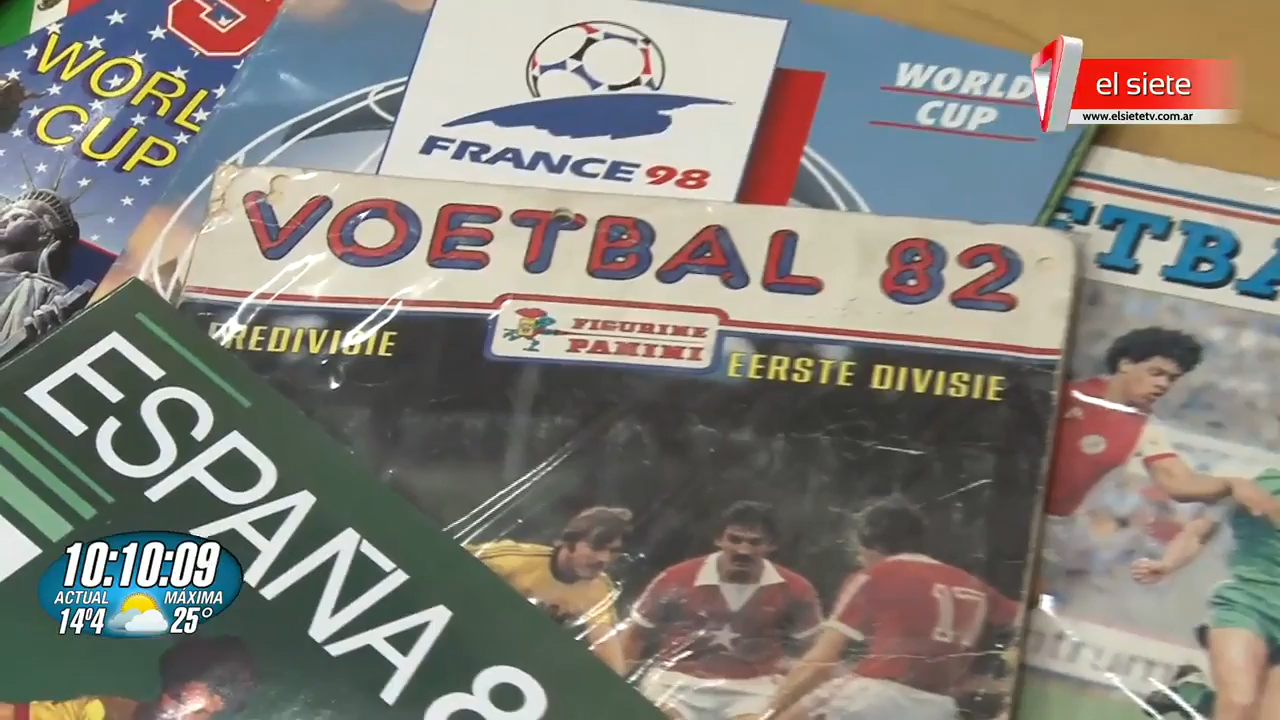 WORLD
CUP
FRANCE 98
WORLD
CUP
el siete
www.elsietetv.com.ar
VOETBAL 82
FIGURINE
PANINI
REDIVISIE
EERSTE DIVISIE
ETBA
ESPAÑA 8
17
10:10:09
ACTUAL
MÁXIMA
14°4
25°